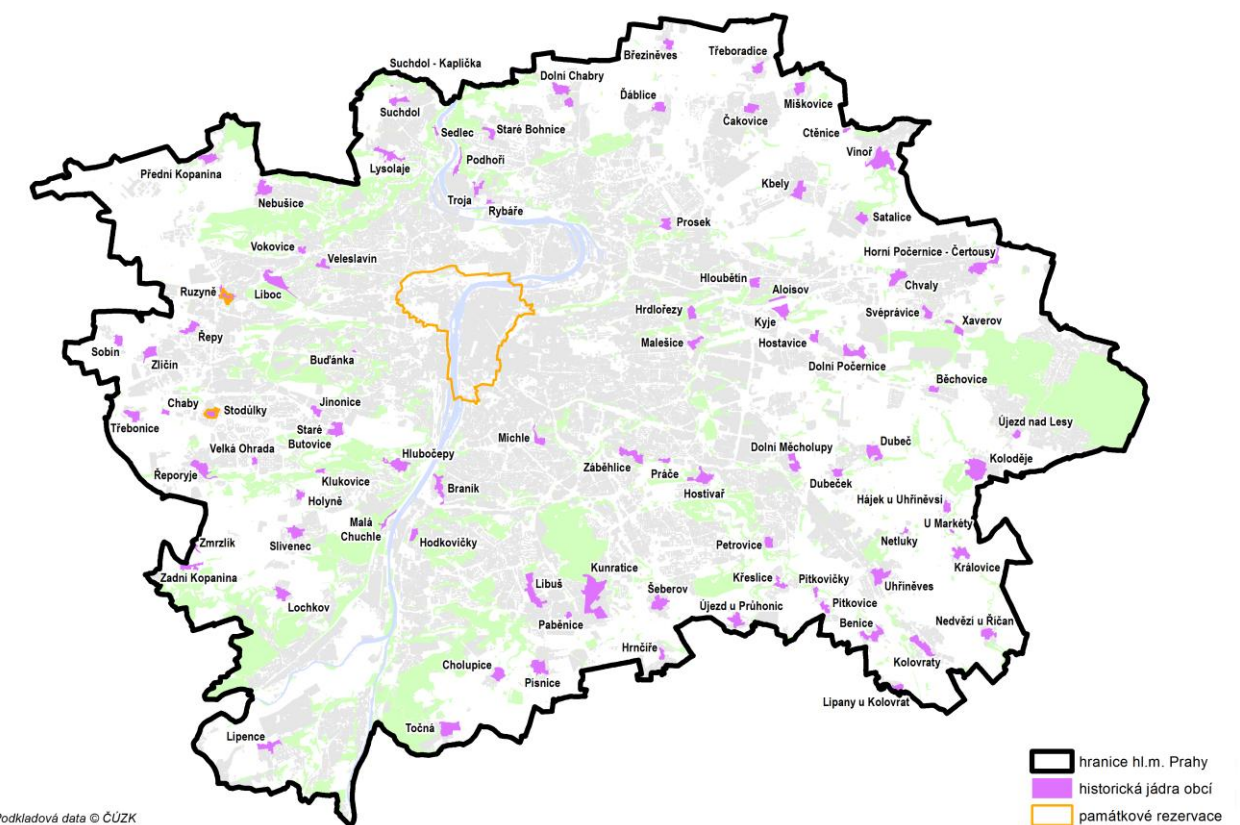 Březiněves
Třeboradice
Suchdol - Kaplička
Dolní Chabry
Ďáblice
Miškovice
Suchdol
Čakovice
Ctěnice
Sedlec
Staré Bohnice
Vinoř
Přední Kopanina
Lysolaje
Podhoří
Nebušice
Troja
Rybáře
Kbely
Prosek
Satalice
Vokovice
Veleslavín
Horní Počernice - Čertousy
Ruzyně
Liboc
Hloubětín
Aloisov
Chvaly
Hrdlořezy
Kyje
Svépravice
Xaverov
Řepy
Sobín
Zličín
Buďánka
Malešice
Hostavice
Dolní Počernice
Běchovice
Chaby
Stodůlky
Jinonice
Třebonice
Staré
Butovice
Újezd nad Lesy
Velká Ohrada
Hlubočepy
Michle
Dolní Měcholupy
Dubeč
Koloděje
Řeporyje
Klukovice
Záběhlice
Práče
Hostivař
Dubeček
Holyně
Braník
Hájek u Uhříněvsi
Malá
Chuchle
U Markéty
Zmrzlík
Slivenec
Hodkovičky
Petrovice
Netluky
Zadní Kopanina
Královice
Kunratice
Křeslice
Pitkovičky
Uhříněves
Lochkov
Libuš
Šeberov
Pitkovice
Paběnice
Újezd u Průhonic
Benice
Nedvězí u Říčan
Hrnčíře
Kolovraty
Cholupice
Písnice
Lipany u Kolovrat
Točná
Lipence
hranice hl.m. Prahy
historická jádra obcí
památkové rezervace
Podkladová data © ČÚZK